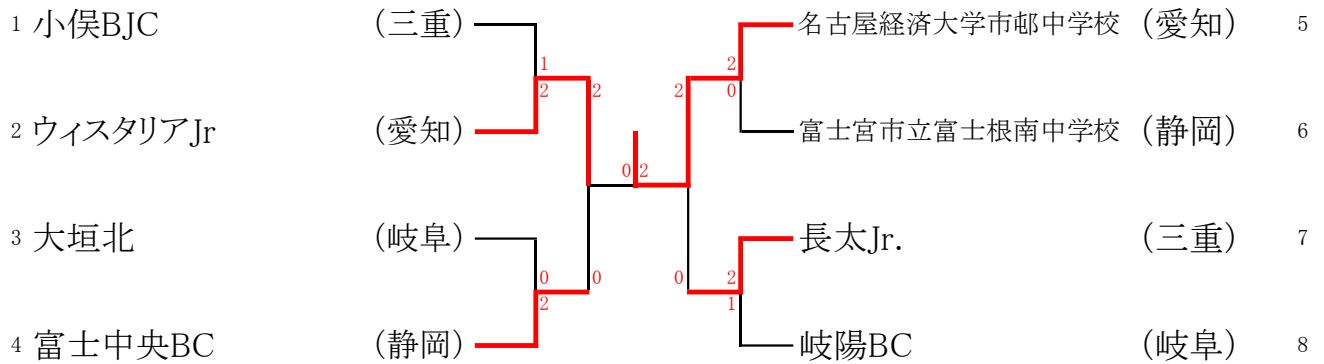 1 小俣BJC (三重) 名古屋経済大学市邨中学校 (愛知) 5
1 2
2 2 2 0
2 ウィスタリアJr (愛知) 富士宮市立富士根南中学校 (静岡) 6
0 2
3 大垣北 (岐阜) 長太Jr. (三重) 7
0 0 0 2
2 1
4 富士中央BC (静岡) 岐陽BC (岐阜) 8